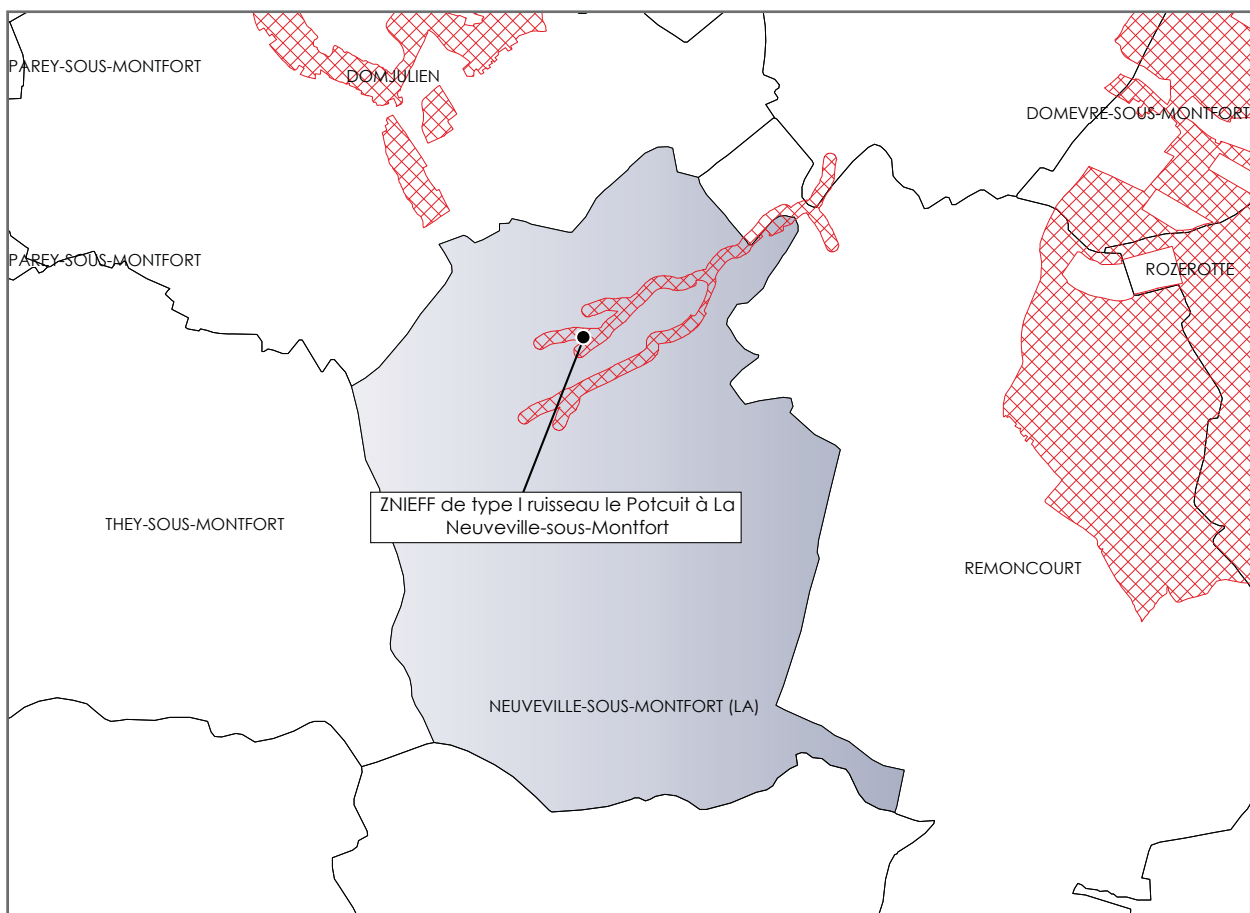 PAREY-SOUS-MONTFORT
DOMJULIEN
DOMEVRE-SOUS-MONTFORT
PAREY-SOUS-MONTFORT
ROZEROTTE
ZNIEFF de type I ruisseau le Potcuit à La
Neuveville-sous-Montfort
THEY-SOUS-MONTFORT
REMONCOURT
NEUVEVILLE-SOUS-MONTFORT (LA)